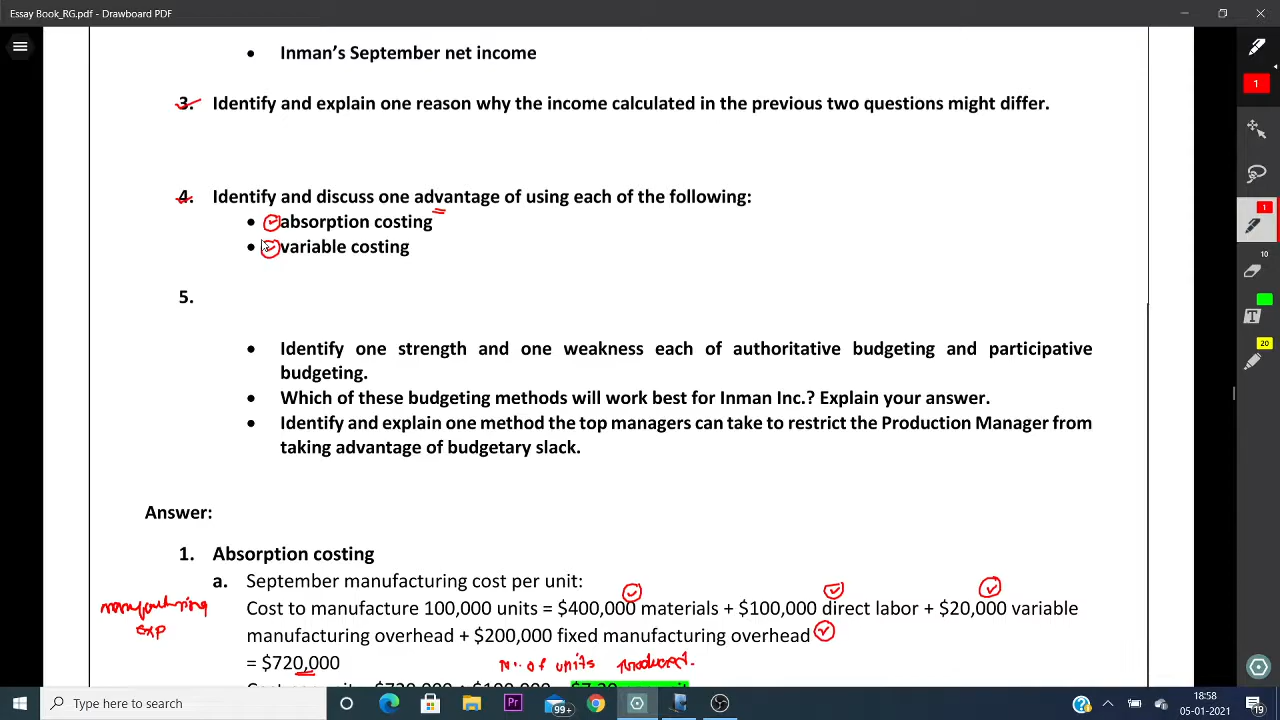 Essay Book_RG.pdf - Drawboard PDF
• Inman's September net income
3. Identify and explain one reason why the income calculated in the previous two questions might differ.
4. Identify and discuss one advantage of using each of the following:
• absorption costing
• variable costing
5.
• Identify one strength and one weakness each of authoritative budgeting and participative
budgeting.
• Which of these budgeting methods will work best for Inman Inc.? Explain your answer.
• Identify and explain one method the top managers can take to restrict the Production Manager from
taking advantage of budgetary slack.
Answer:
1. Absorption costing
a. September manufacturing cost per unit:
Cost to manufacture 100,000 units = $400,000 materials + $100,000 direct labor + $20,000 variable
manufacturing
Exp
manufacturing overhead + $200,000 fixed manufacturing overhead
= $720,000
No. of units produced.
1
1
10
T
20
Type here to search
Pr
99+
18:58
05-01-2021